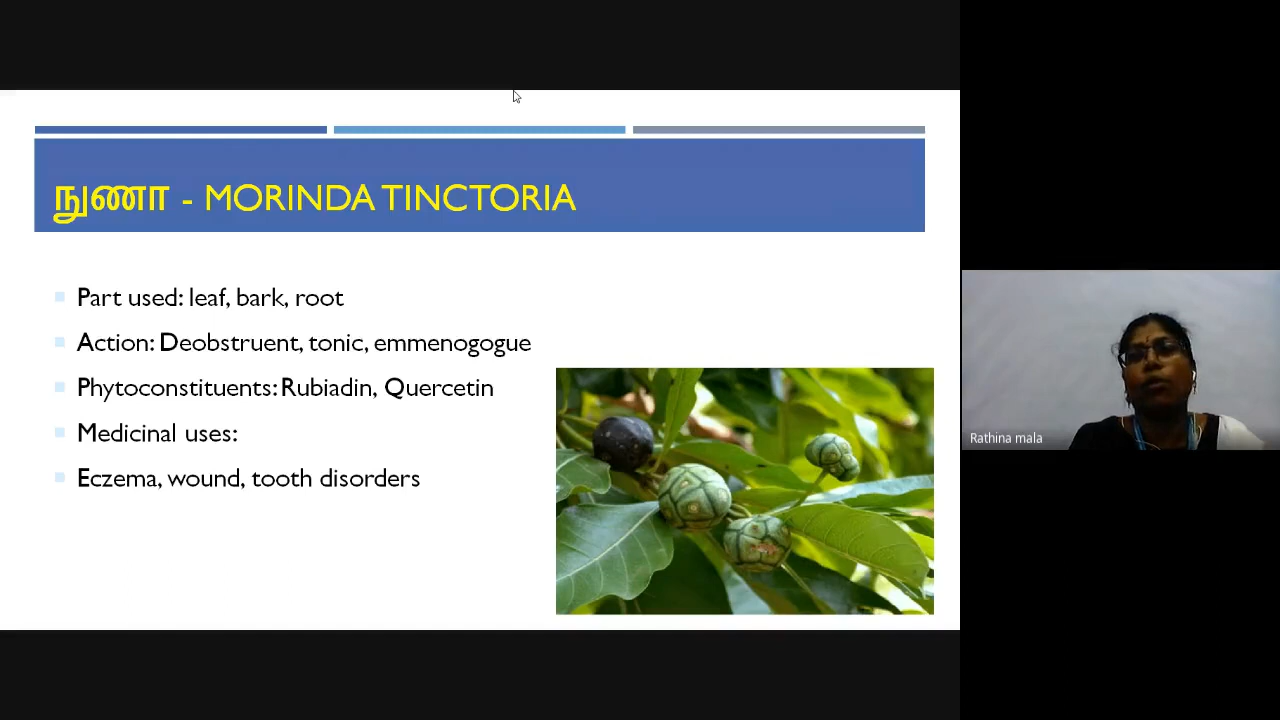 நுணா - MORINDA TINCTORIA
Part used: leaf, bark, root
Action: Deobstruent, tonic, emmenogogue
Phytoconstituents: Rubiadin, Quercetin
Medicinal uses:
Eczema, wound, tooth disorders
Rathina mala